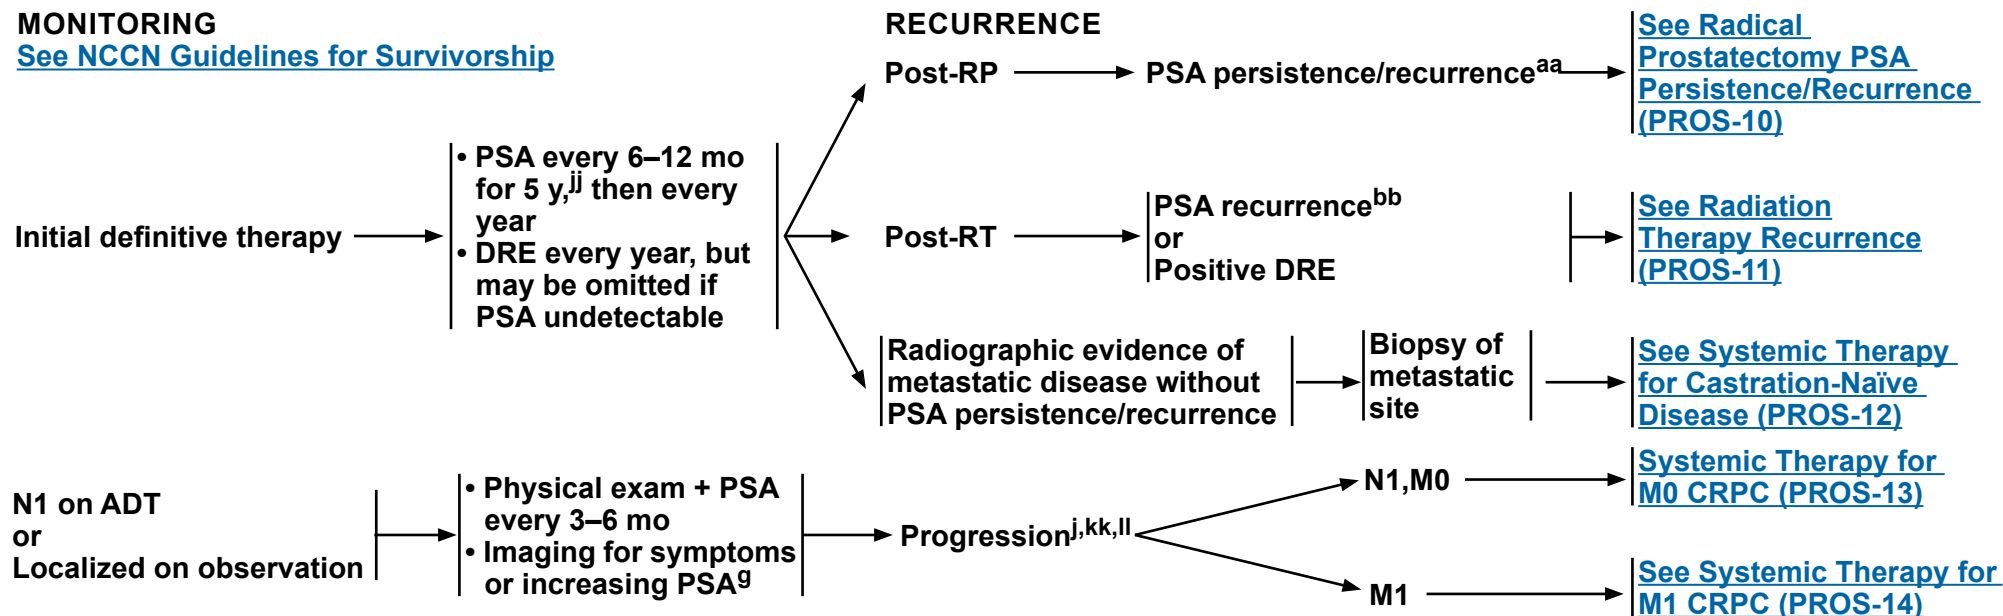 MONITORING
See NCCN Guidelines for Survivorship
RECURRENCE
Initial definitive therapy
• PSA every 6–12 mo
for 5 y,jj then every
year
• DRE every year, but
may be omitted if
PSA undetectable
Post-RP
PSA persistence/recurrenceaa
See Radical
Prostatectomy PSA
Persistence/Recurrence
(PROS-10)
Post-RT
PSA recurrencebb
or
Positive DRE
See Radiation
Therapy Recurrence
(PROS-11)
Radiographic evidence of
metastatic disease without
PSA persistence/recurrence
Biopsy of
metastatic
site
See Systemic Therapy
for Castration-Naïve
Disease (PROS-12)
N1 on ADT
or
Localized on observation
• Physical exam + PSA
every 3–6 mo
• Imaging for symptoms
or increasing PSAg
Progressionj,kk,ll
N1,M0
Systemic Therapy for
M0 CRPC (PROS-13)
M1
See Systemic Therapy for
M1 CRPC (PROS-14)